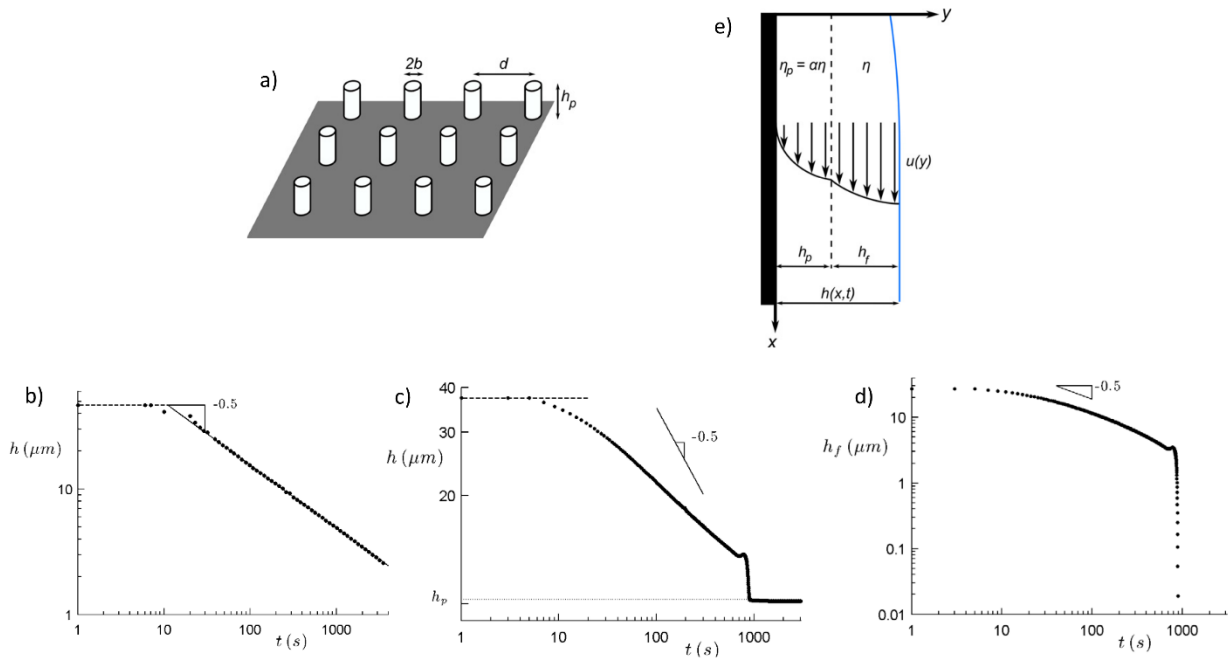 a)
2b
d
h_p
e)
y
η_p = αη
η
u(y)
h_p
h_f
h(x,t)
x
b)
-0.5
h (μm)
10
1
1
10
100
1000
t (s)
c)
-0.5
h (μm)
40
30
20
h_p
1
10
100
1000
t (s)
d)
-0.5
h_f (μm)
10
1
0.1
0.01
1
10
100
1000
t (s)